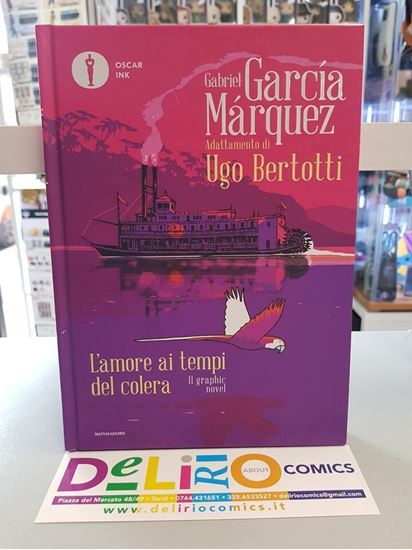 OSCAR
INK
Gabriel García
Márquez
Adattamento di
Ugo Bertotti
L'amore ai tempi
del colera
Il graphic
novel
MONDADORI
DeLiRIO ABOUT COMICS
Piazza del Mercato 48/49 • Terni • 0744.431651 • 335.6533527 • deliriocomics@gmail.com
www.deliriocomics.it